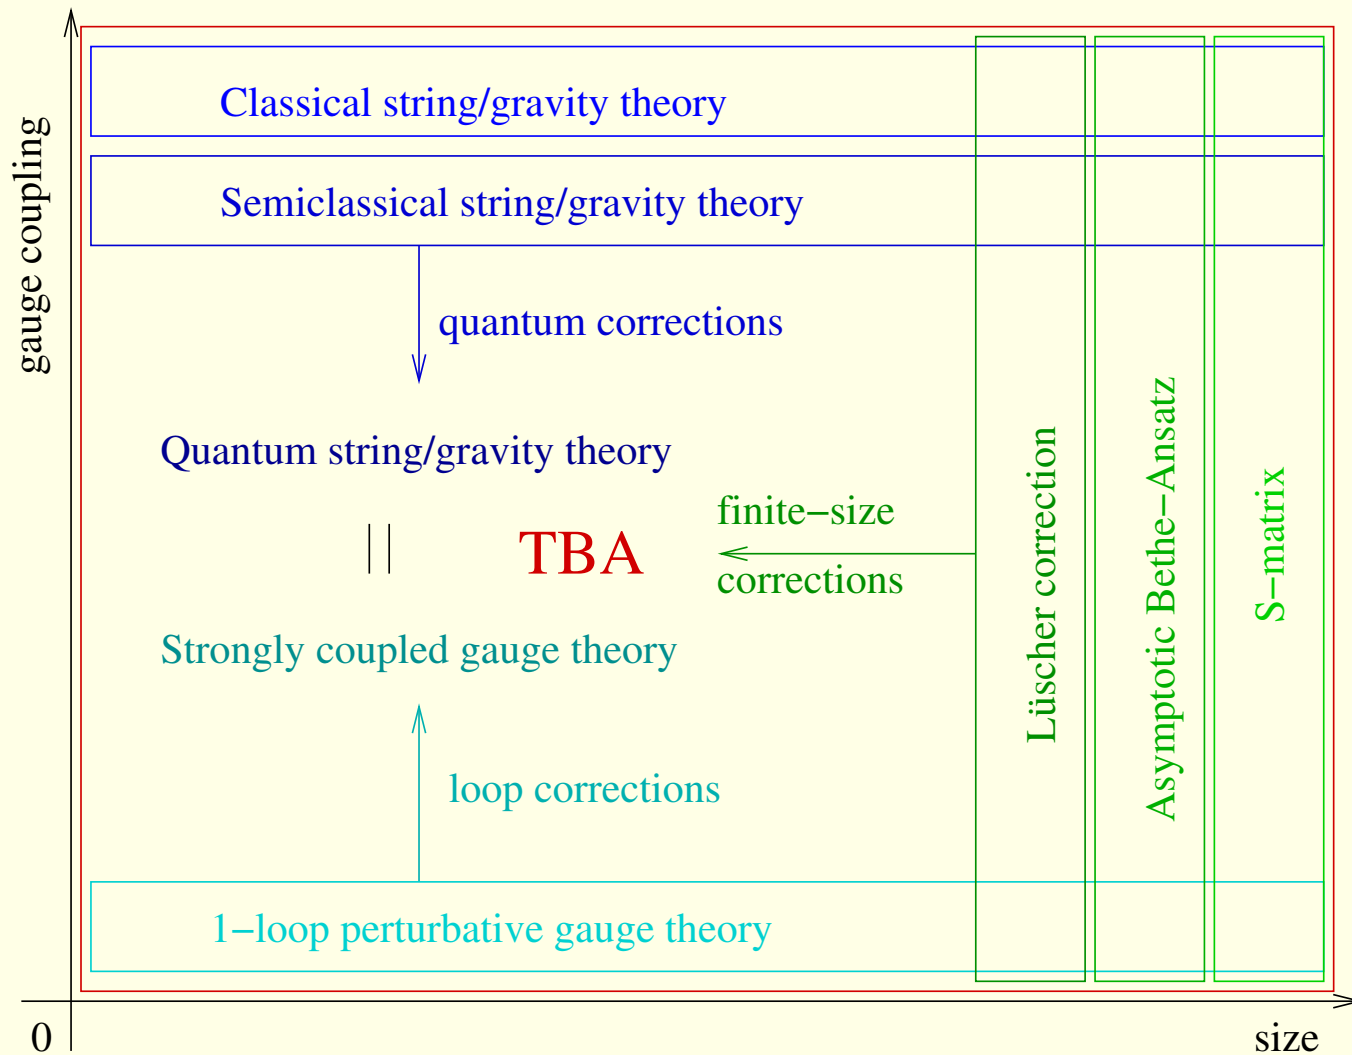 gauge coupling
Classical string/gravity theory
Semiclassical string/gravity theory
quantum corrections
Quantum string/gravity theory
||
TBA
finite−size
corrections
Strongly coupled gauge theory
loop corrections
1−loop perturbative gauge theory
Lüscher correction
Asymptotic Bethe−Ansatz
S−matrix
0
size